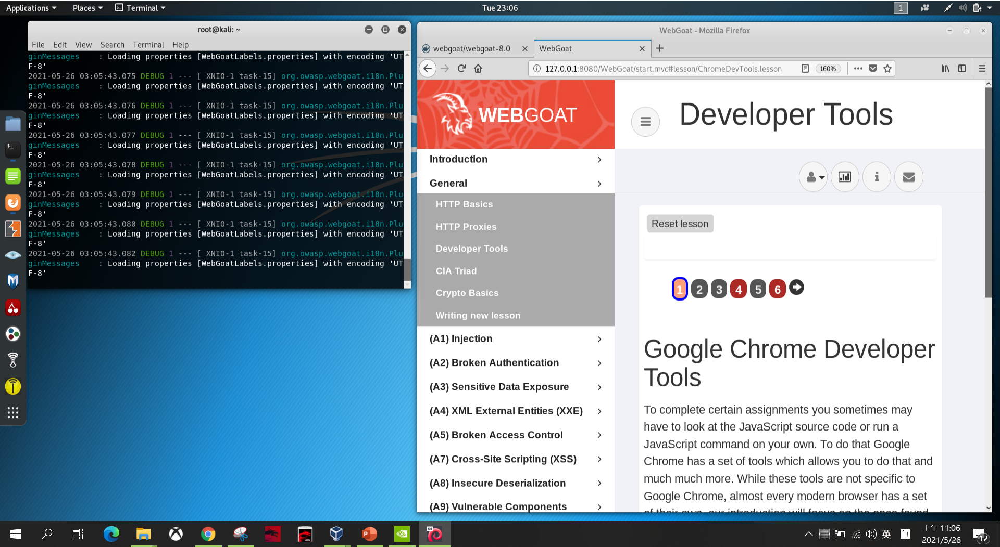 Applications Places Terminal Tue 23:06 1
root@kali: ~
File Edit View Search Terminal Help
ginMessages : Loading properties [WebGoatLabels.properties] with encoding 'UT
F-8'
2021-05-26 03:05:43.075 DEBUG 1 --- [ XNIO-1 task-15] org.owasp.webgoat.i18n.Plu
ginMessages : Loading properties [WebGoatLabels.properties] with encoding 'UT
F-8'
2021-05-26 03:05:43.076 DEBUG 1 --- [ XNIO-1 task-15] org.owasp.webgoat.i18n.Plu
ginMessages : Loading properties [WebGoatLabels.properties] with encoding 'UT
F-8'
2021-05-26 03:05:43.077 DEBUG 1 --- [ XNIO-1 task-15] org.owasp.webgoat.i18n.Plu
ginMessages : Loading properties [WebGoatLabels.properties] with encoding 'UT
F-8'
2021-05-26 03:05:43.078 DEBUG 1 --- [ XNIO-1 task-15] org.owasp.webgoat.i18n.Plu
ginMessages : Loading properties [WebGoatLabels.properties] with encoding 'UT
F-8'
2021-05-26 03:05:43.079 DEBUG 1 --- [ XNIO-1 task-15] org.owasp.webgoat.i18n.Plu
ginMessages : Loading properties [WebGoatLabels.properties] with encoding 'UT
F-8'
2021-05-26 03:05:43.080 DEBUG 1 --- [ XNIO-1 task-15] org.owasp.webgoat.i18n.Plu
ginMessages : Loading properties [WebGoatLabels.properties] with encoding 'UT
F-8'
2021-05-26 03:05:43.082 DEBUG 1 --- [ XNIO-1 task-15] org.owasp.webgoat.i18n.Plu
ginMessages : Loading properties [WebGoatLabels.properties] with encoding 'UT
F-8'
WebGoat - Mozilla Firefox
webgoat/webgoat-8.0 WebGoat
127.0.0.1:8080/WebGoat/start.mvc#lesson/ChromeDevTools.lesson 160%
WEBGOAT
Introduction
General
HTTP Basics
HTTP Proxies
Developer Tools
CIA Triad
Crypto Basics
Writing new lesson
(A1) Injection
(A2) Broken Authentication
(A3) Sensitive Data Exposure
(A4) XML External Entities (XXE)
(A5) Broken Access Control
(A7) Cross-Site Scripting (XSS)
(A8) Insecure Deserialization
(A9) Vulnerable Components
Developer Tools
Reset lesson
1 2 3 4 5 6
Google Chrome Developer
Tools
To complete certain assignments you sometimes may
have to look at the JavaScript source code or run a
JavaScript command on your own. To do that Google
Chrome has a set of tools which allows you to do that and
much much more. While these tools are not specific to
Google Chrome, almost every modern browser has a set
of their own, our introduction will focus on the ones found
64
英
上午 11:06
2021/5/26
12